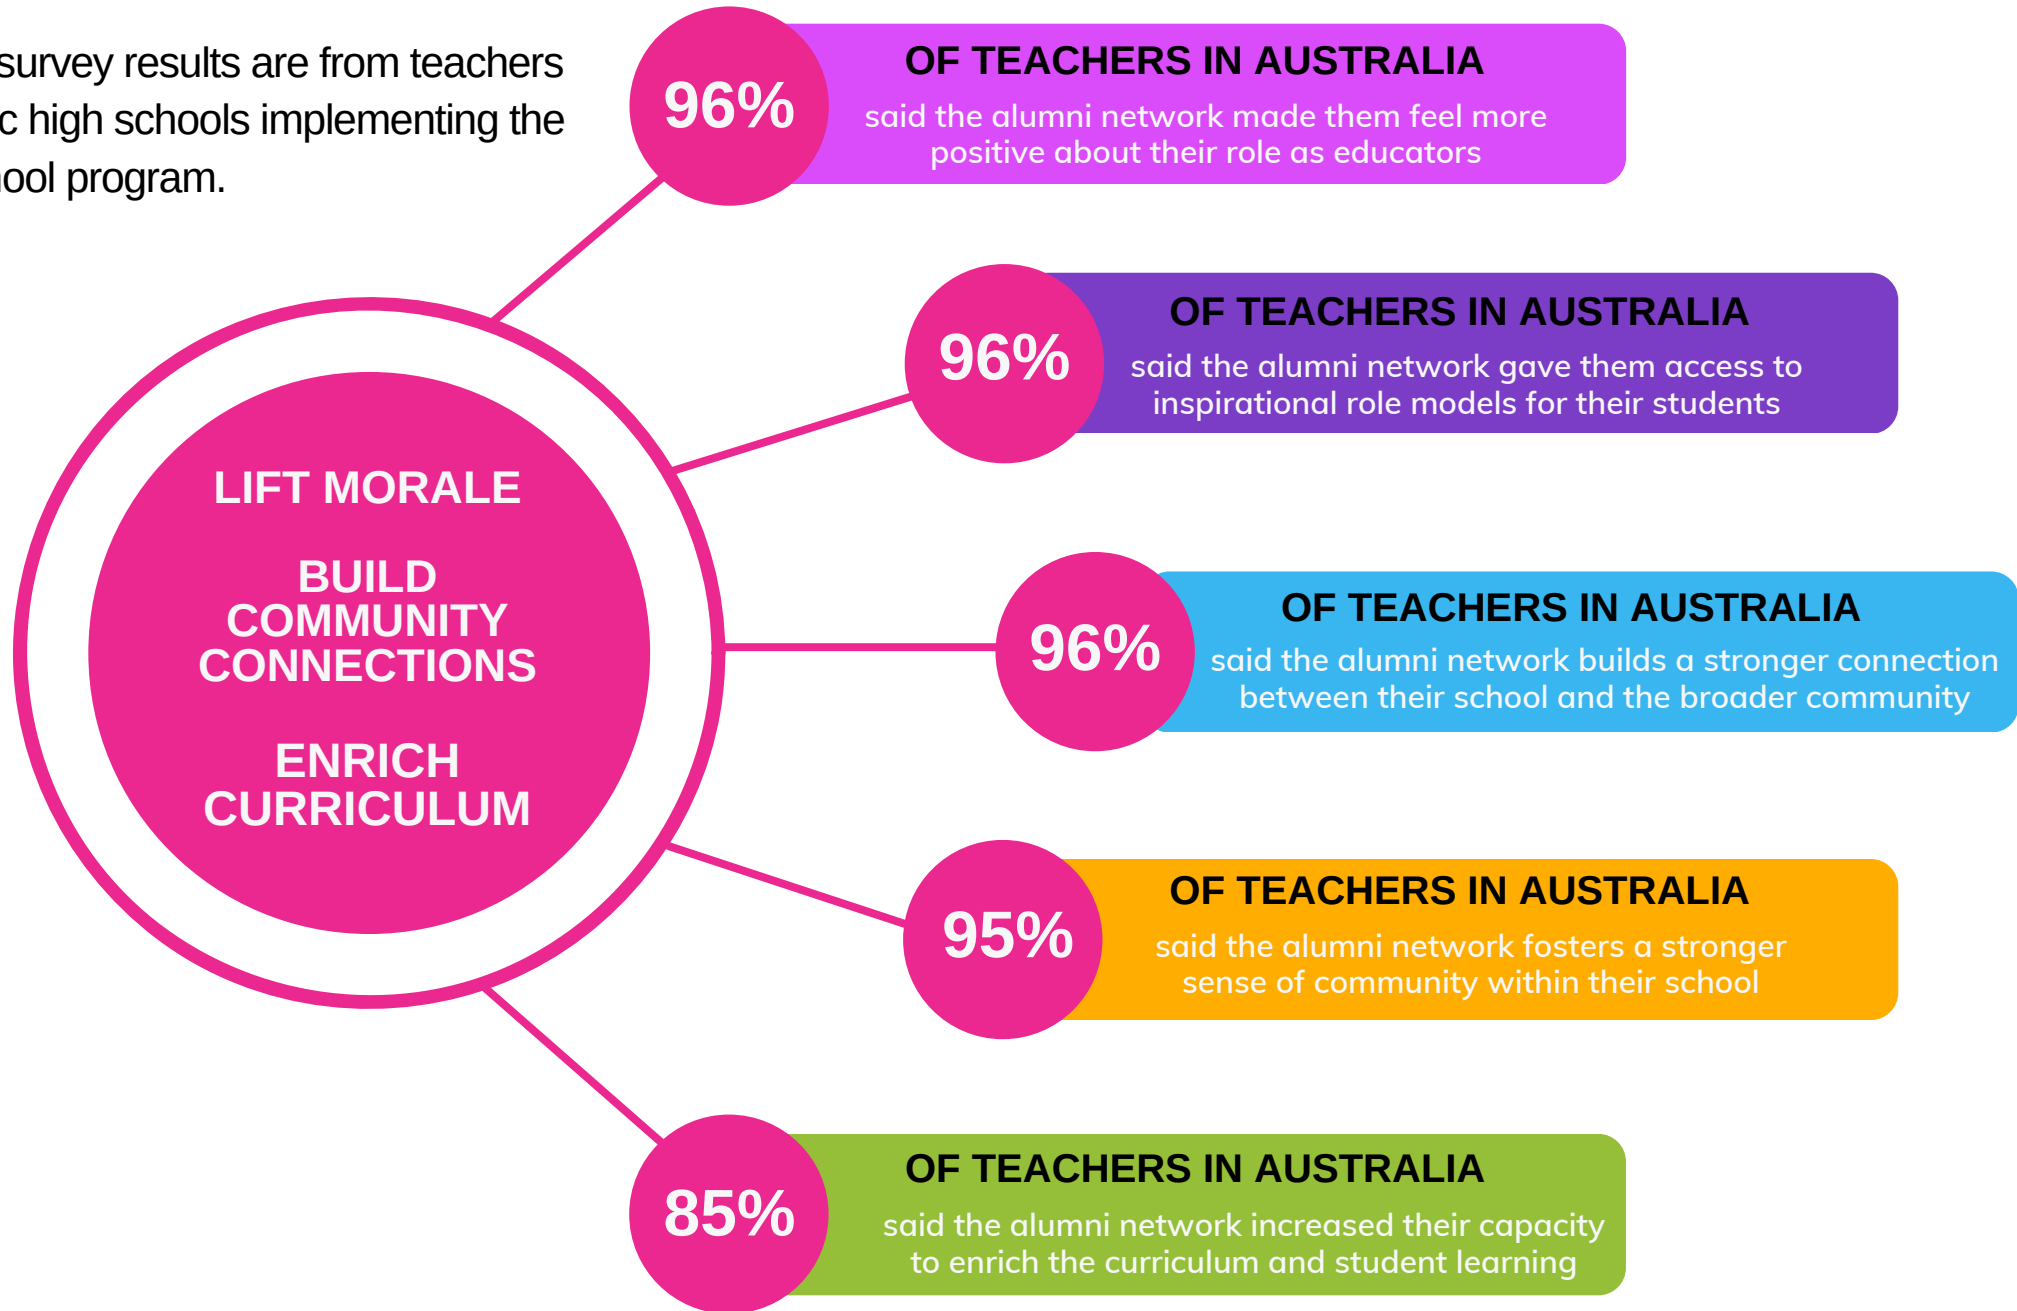 survey results are from teachers
high schools implementing the
program.
96%
OF TEACHERS IN AUSTRALIA
said the alumni network made them feel more
positive about their role as educators
96%
OF TEACHERS IN AUSTRALIA
said the alumni network gave them access to
inspirational role models for their students
LIFT MORALE
BUILD
COMMUNITY
CONNECTIONS
ENRICH
CURRICULUM
96%
OF TEACHERS IN AUSTRALIA
said the alumni network builds a stronger connection
between their school and the broader community
95%
OF TEACHERS IN AUSTRALIA
said the alumni network fosters a stronger
sense of community within their school
85%
OF TEACHERS IN AUSTRALIA
said the alumni network increased their capacity
to enrich the curriculum and student learning